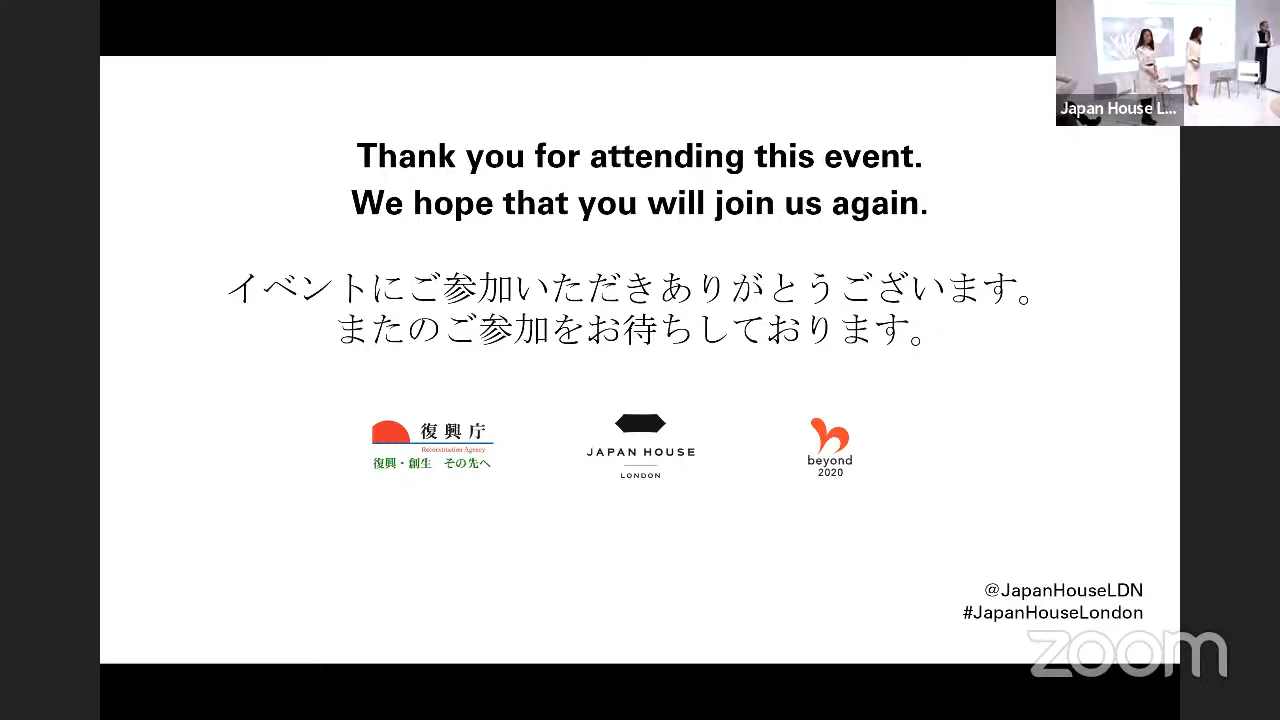 Japan House L...
Thank you for attending this event.
We hope that you will join us again.
イベントにご参加いただきありがとうございます。
またのご参加をお待ちしております。
復興庁
Reconstruction Agency
復興・創生 その先へ
JAPAN HOUSE
LONDON
beyond
2020
@JapanHouseLDN
#JapanHouseLondon
zoom